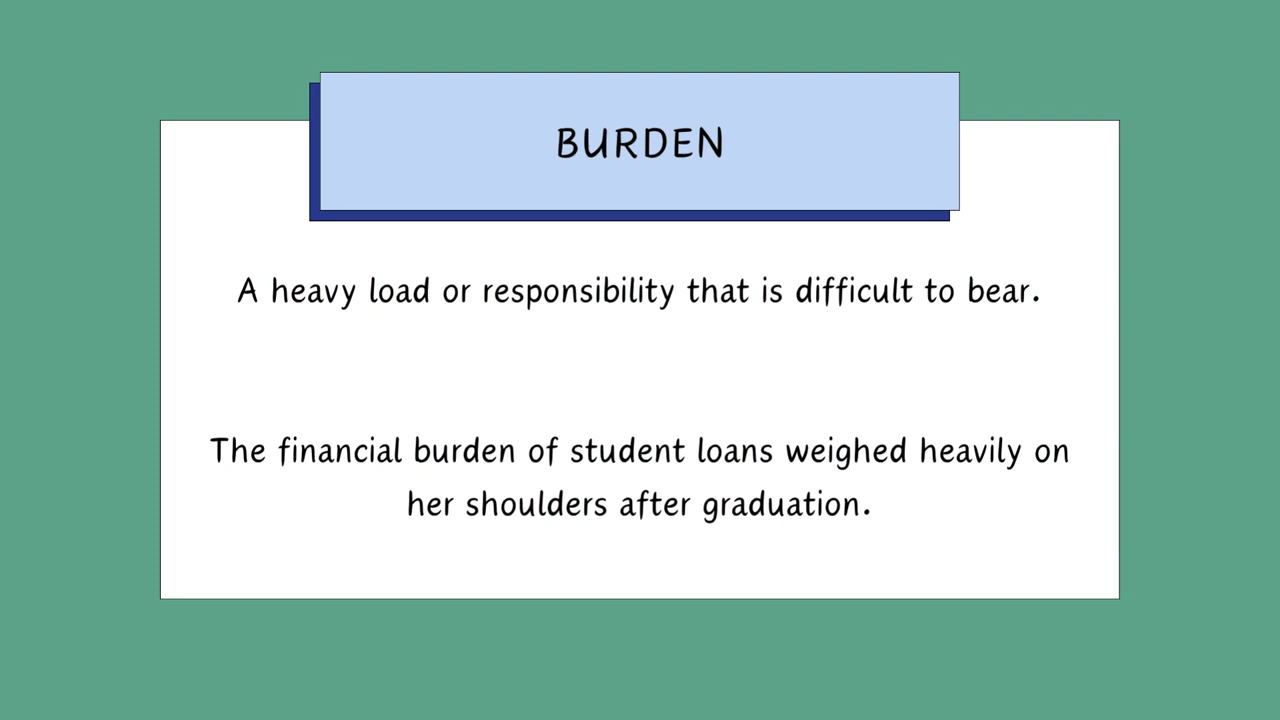 BURDEN
A heavy load or responsibility that is difficult to bear.
The financial burden of student loans weighed heavily on
her shoulders after graduation.